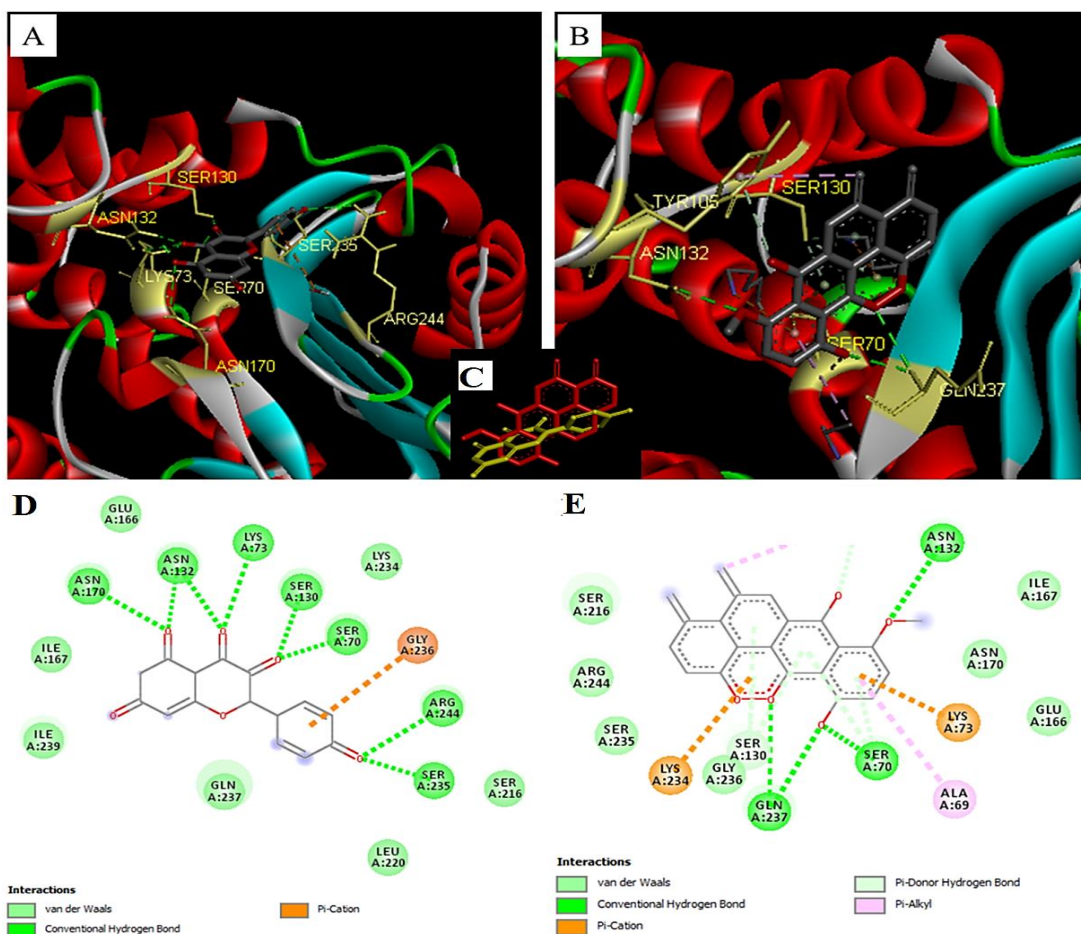 A
SER130
ASN132
LYS73
SER70
SER235
ARG244
ASN170
B
SER130
TYR105
ASN132
SER70
GLN237
C
D
GLU
A:166
LYS
A:73
ASN
A:132
ASN
A:170
SER
A:130
LYS
A:234
SER
A:70
GLY
A:236
ILE
A:167
ARG
A:244
ILE
A:239
SER
A:235
GLN
A:237
SER
A:216
LEU
A:220
O
O
O
O
O
O
Interactions
van der Waals
Conventional Hydrogen Bond
Pi-Cation
E
ASN
A:132
SER
A:216
ILE
A:167
ASN
A:170
ARG
A:244
GLU
A:166
SER
A:235
LYS
A:73
SER
A:130
GLY
A:236
SER
A:70
LYS
A:234
GLN
A:237
ALA
A:69
O
O
O
O
O
Interactions
van der Waals
Conventional Hydrogen Bond
Pi-Cation
Pi-Donor Hydrogen Bond
Pi-Alkyl